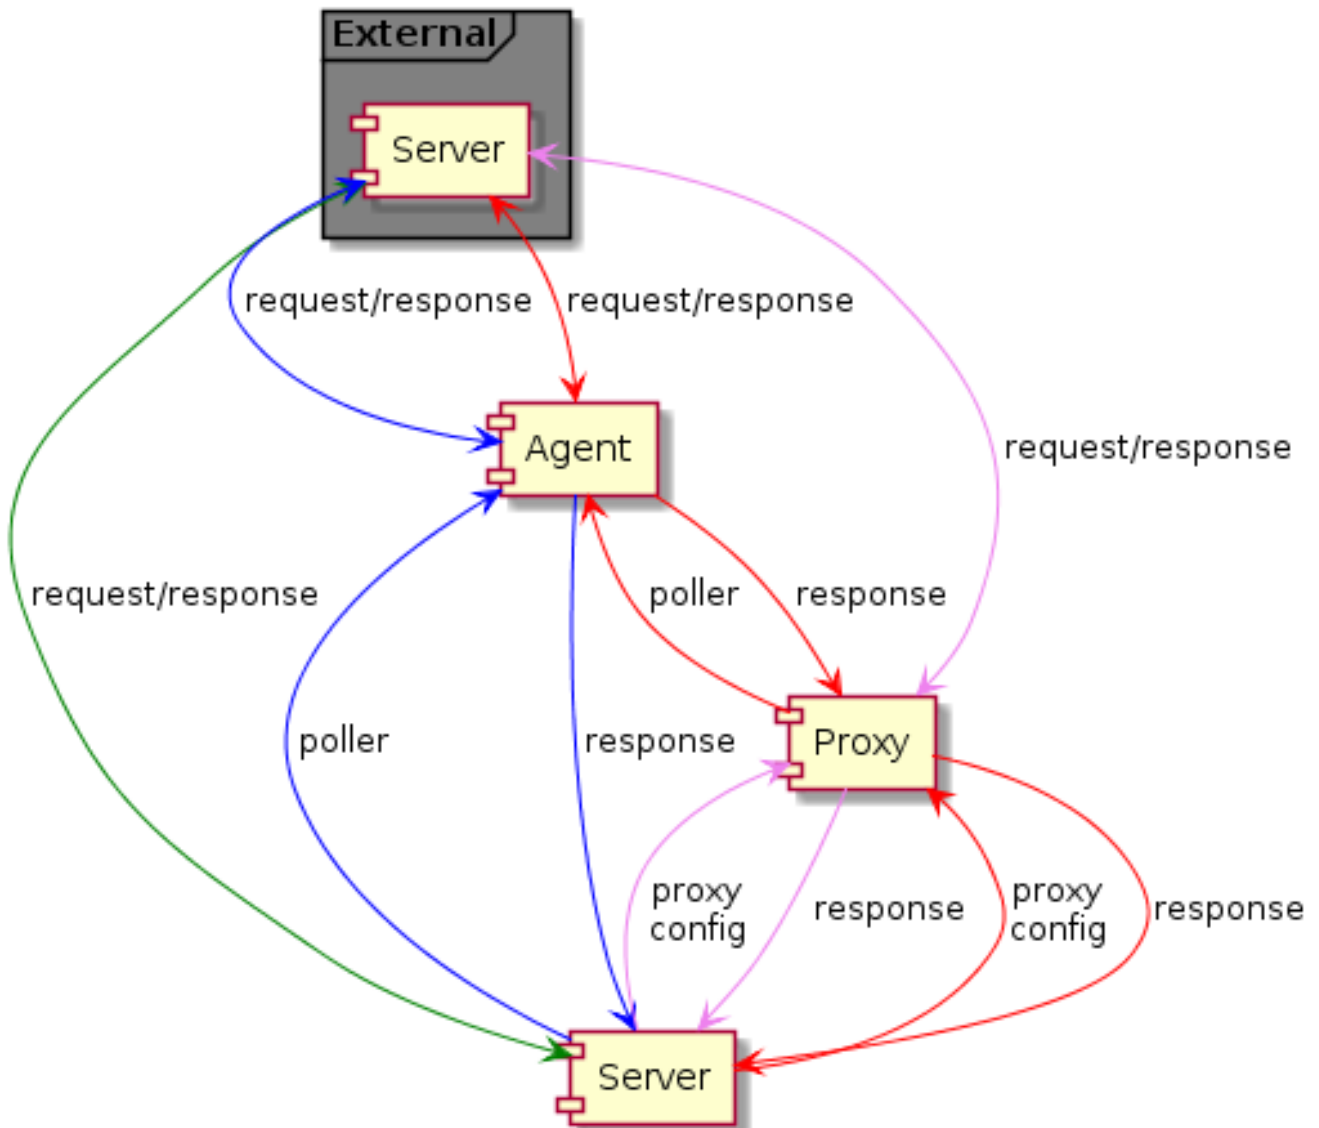 External
Server
request/response
request/response
Agent
request/response
request/response
poller
response
poller
response
Proxy
proxy
config
response
proxy
config
response
Server